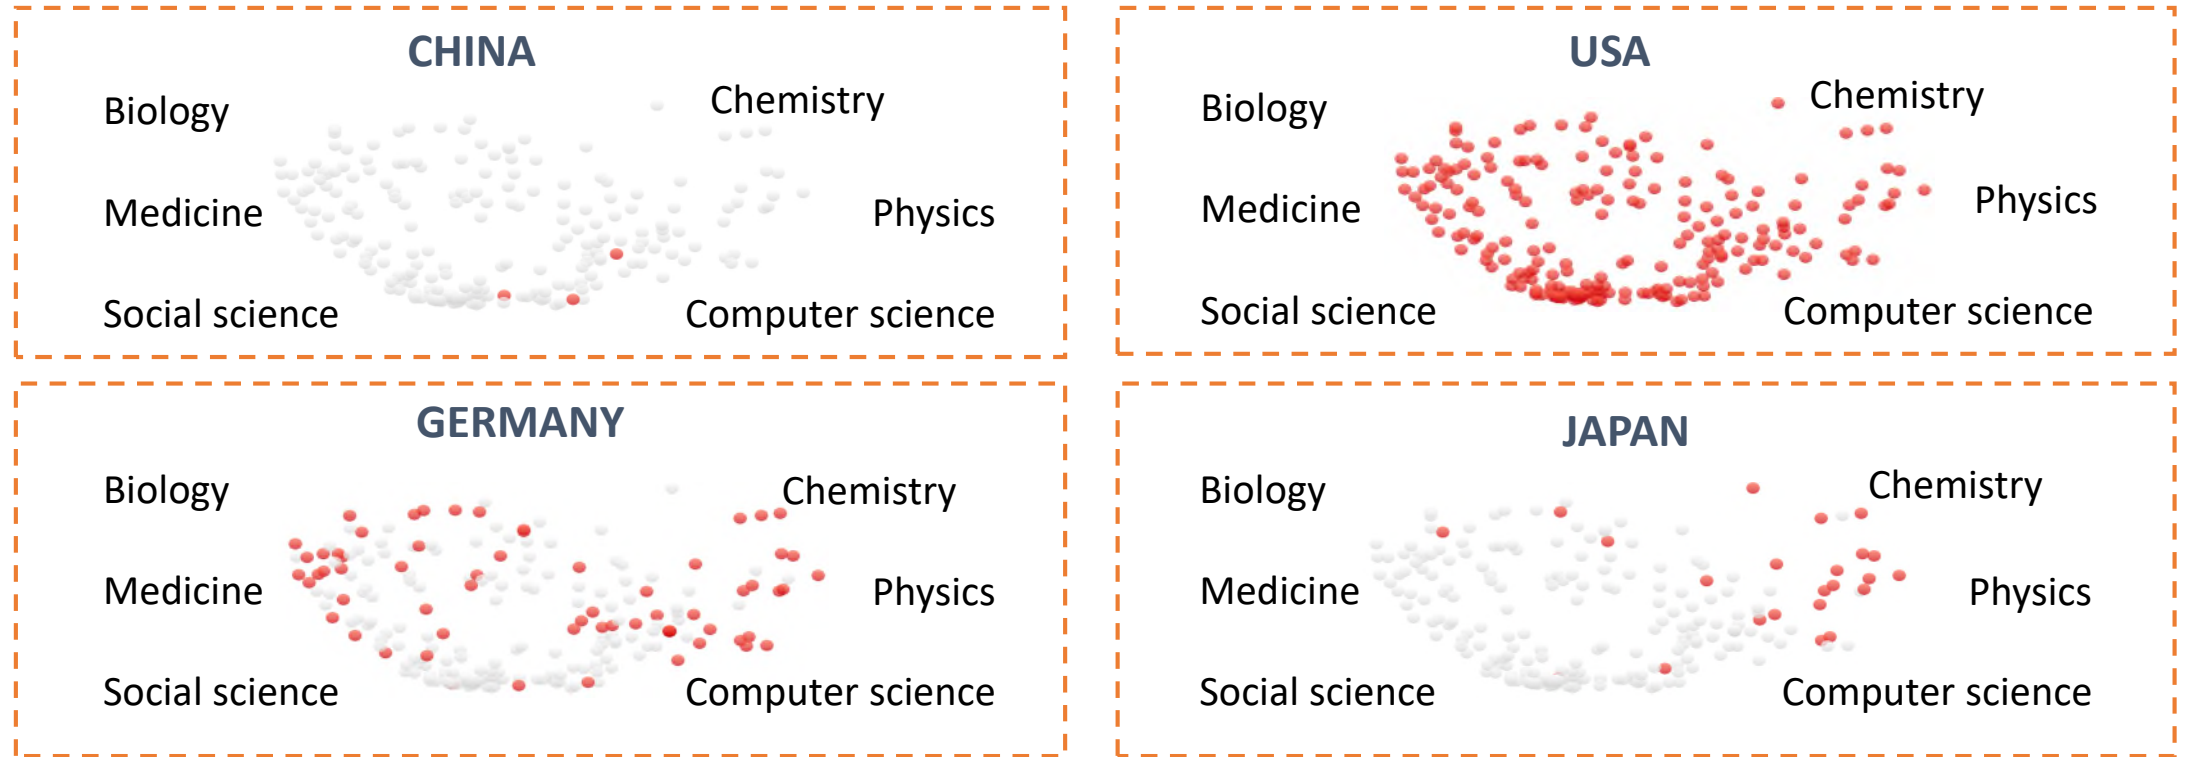 CHINA
Biology
Chemistry
Medicine
Physics
Social science
Computer science
USA
Biology
Chemistry
Medicine
Physics
Social science
Computer science
GERMANY
Biology
Chemistry
Medicine
Physics
Social science
Computer science
JAPAN
Biology
Chemistry
Medicine
Physics
Social science
Computer science